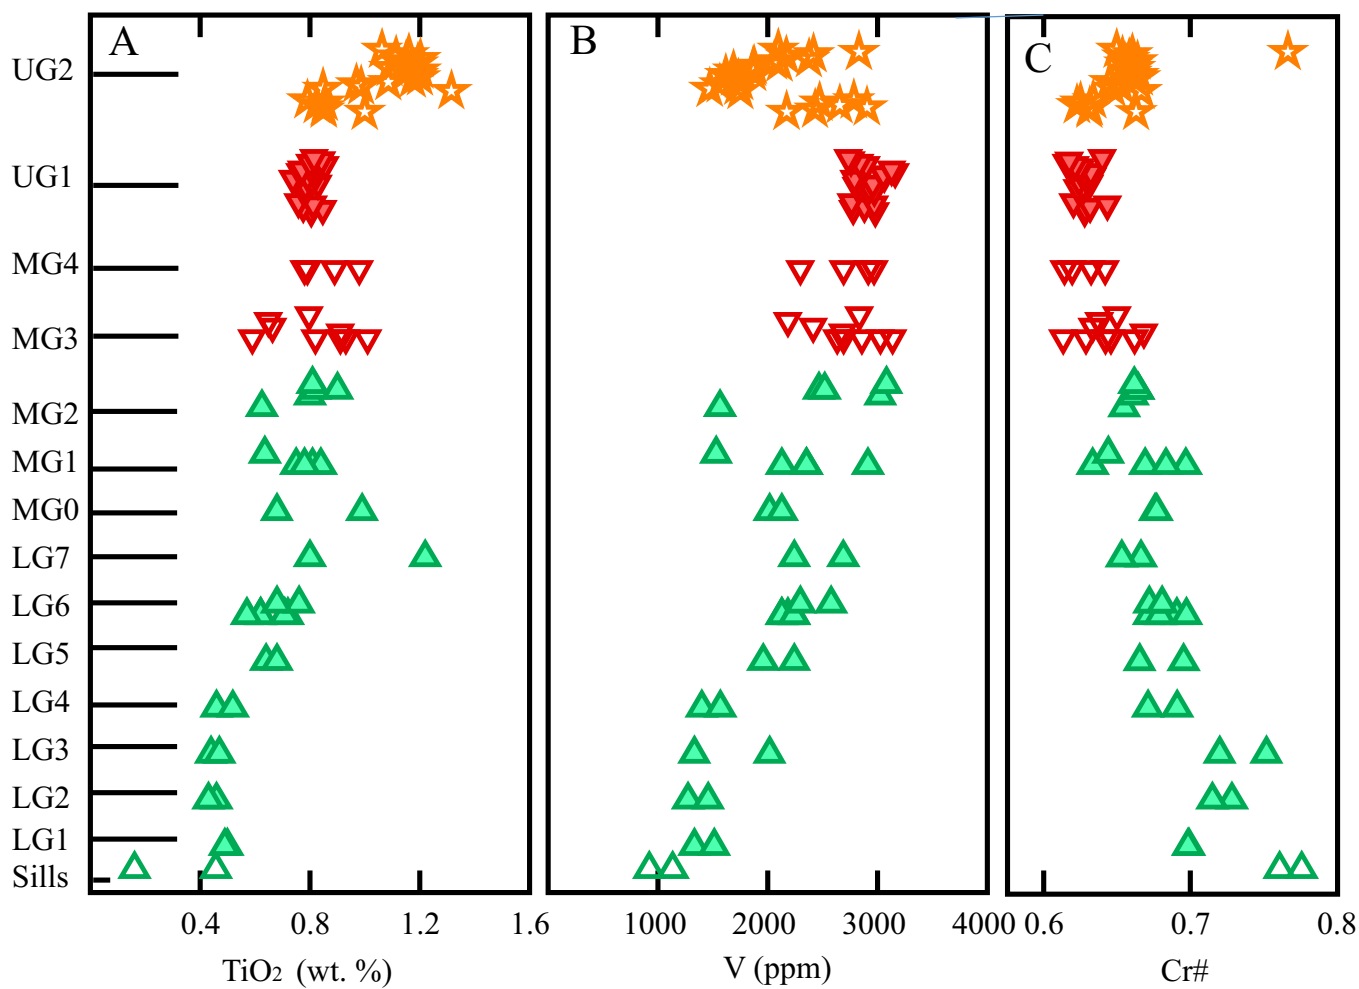 A
B
C
UG2
UG1
MG4
MG3
MG2
MG1
MG0
LG7
LG6
LG5
LG4
LG3
LG2
LG1
Sills
0.4 0.8 1.2 1.6 1000 2000 3000 4000 0.6 0.7 0.8
TiO2 (wt. %) V (ppm) Cr#